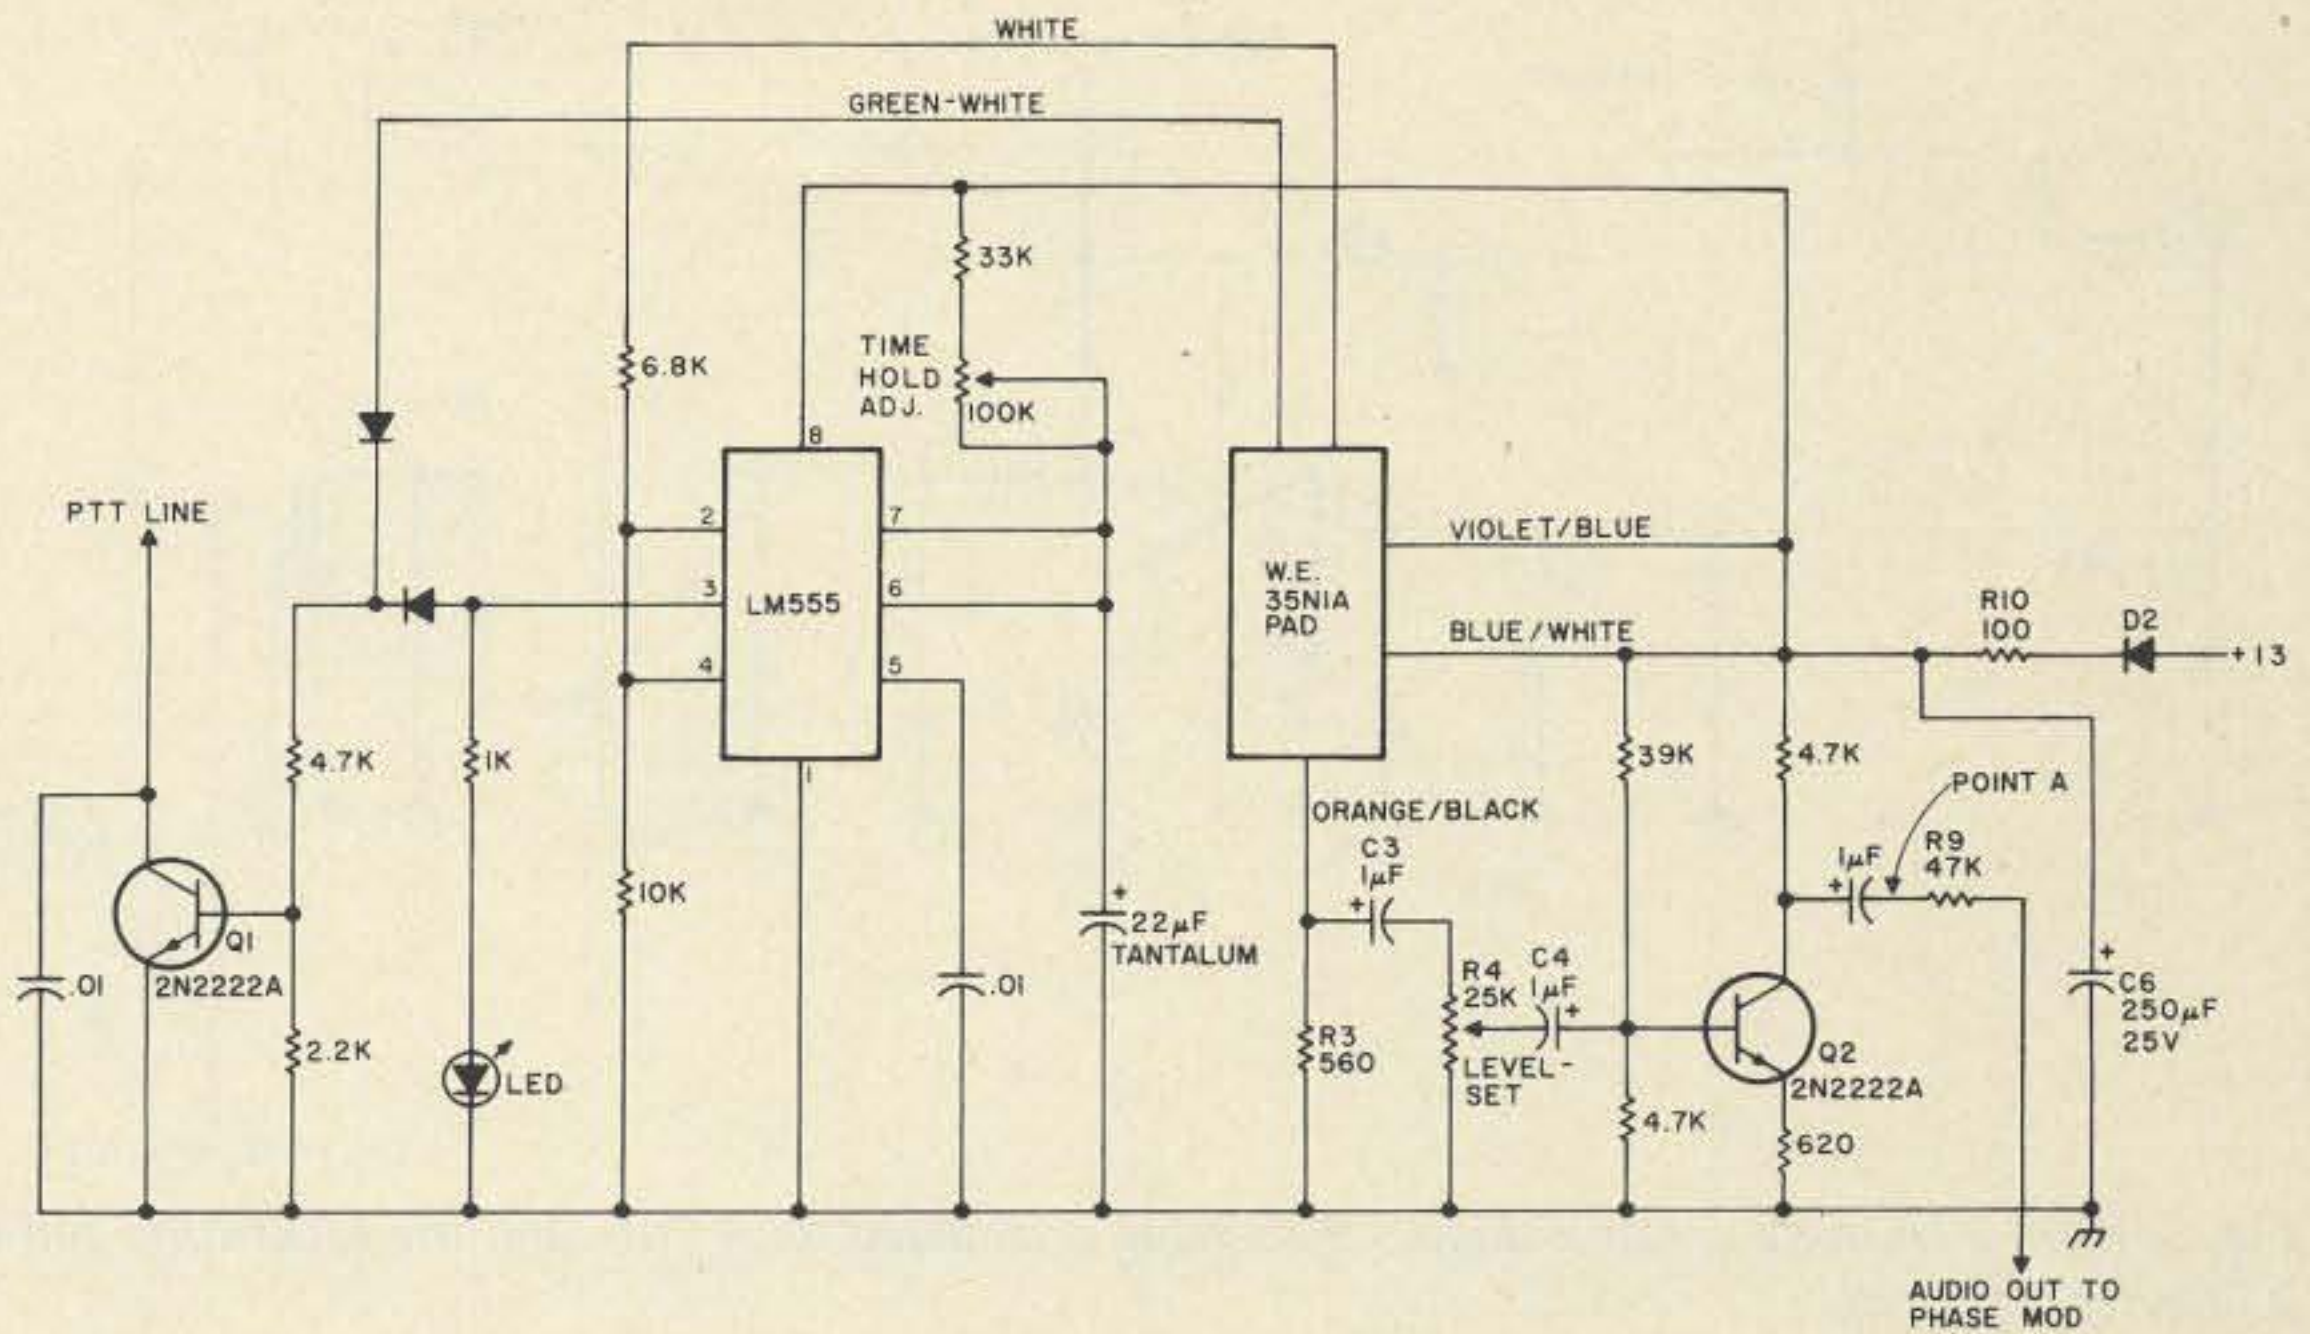 WHITE
GREEN-WHITE
33K
TIME
HOLD
ADJ.
100K
6.8K
8
PTT LINE
2
7
VIOLET/BLUE
W.E.
35N1A
PAD
3
LM555
6
BLUE/WHITE
R10
100
D2
+13
4
5
4.7K
1K
1
39K
4.7K
POINT A
ORANGE/BLACK
C3
1µF
+
10K
+
22µF
TANTALUM
1µF
+
R9
47K
Q1
2N2222A
.01
.01
R4
25K
C4
1µF
+
LEVEL-
SET
+
C6
250µF
25V
2.2K
LED
R3
560
Q2
2N2222A
4.7K
620
AUDIO OUT TO
PHASE MOD